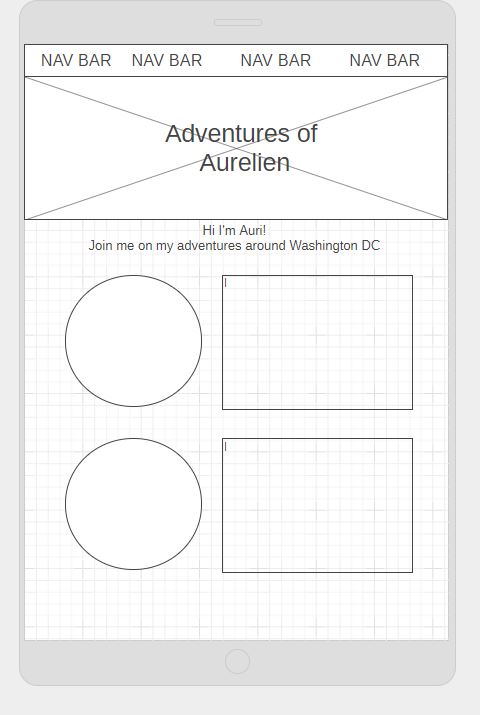 NAV BAR NAV BAR NAV BAR NAV BAR
Adventures of
Aurelien
Hi I'm Auri!
Join me on my adventures around Washington DC